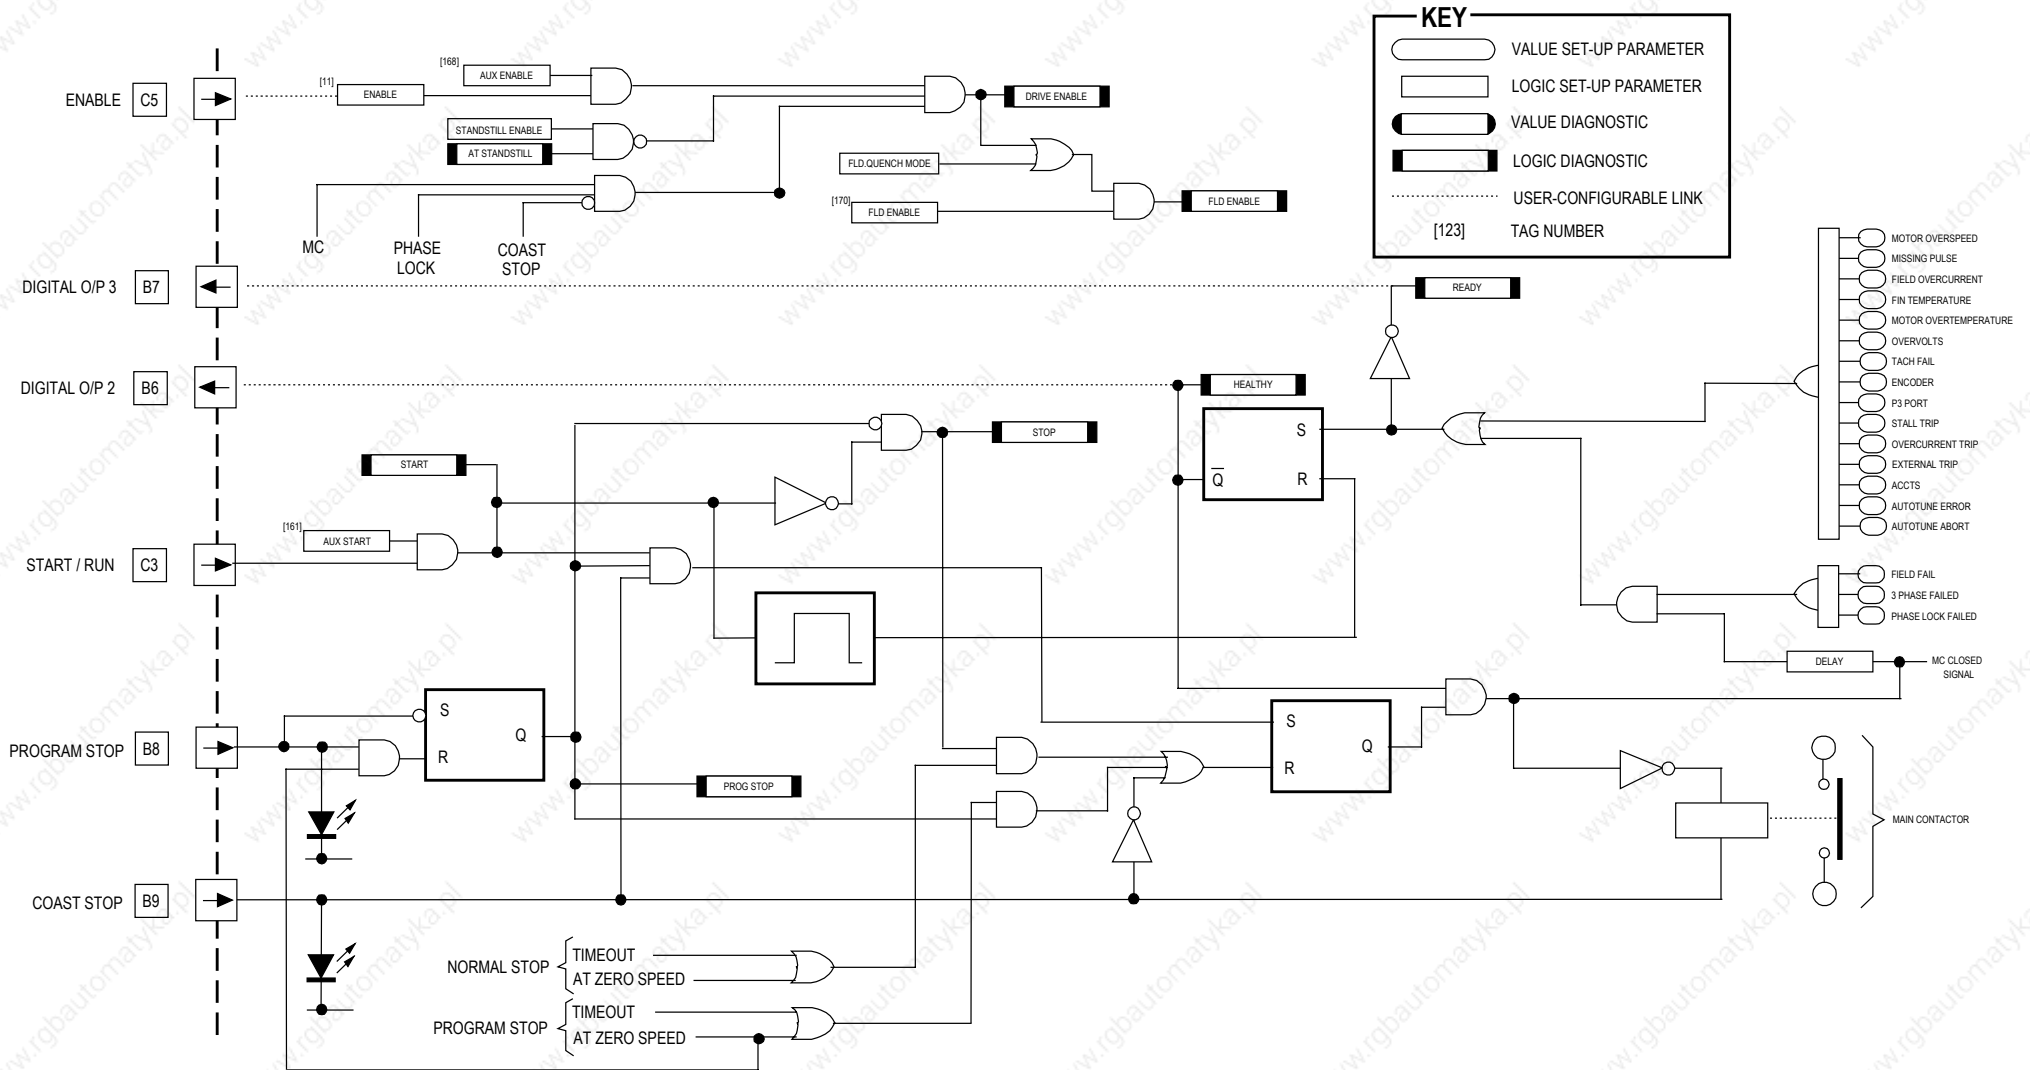 KEY
VALUE SET-UP PARAMETER
LOGIC SET-UP PARAMETER
VALUE DIAGNOSTIC
LOGIC DIAGNOSTIC
USER-CONFIGURABLE LINK
[123] TAG NUMBER
ENABLE C5
[11] ENABLE
[168] AUX ENABLE
STANDSTILL ENABLE
AT STANDSTILL
MC
PHASE LOCK
COAST STOP
DRIVE ENABLE
FLD.QUENCH MODE
[170] FLD ENABLE
FLD ENABLE
DIGITAL O/P 3 B7
READY
DIGITAL O/P 2 B6
HEALTHY
S
Q
R
MOTOR OVERSPEED
MISSING PULSE
FIELD OVERCURRENT
FIN TEMPERATURE
MOTOR OVERTEMPERATURE
OVERVOLTS
TACH FAIL
ENCODER
P3 PORT
STALL TRIP
OVERCURRENT TRIP
EXTERNAL TRIP
ACCTS
AUTOTUNE ERROR
AUTOTUNE ABORT
FIELD FAIL
3 PHASE FAILED
PHASE LOCK FAILED
DELAY
MC CLOSED
SIGNAL
START
STOP
[161] AUX START
START / RUN C3
PROGRAM STOP B8
S
R
Q
PROG STOP
S
R
Q
MAIN CONTACTOR
COAST STOP B9
NORMAL STOP
TIMEOUT
AT ZERO SPEED
PROGRAM STOP
TIMEOUT
AT ZERO SPEED
www.rgbautomatyka.pl